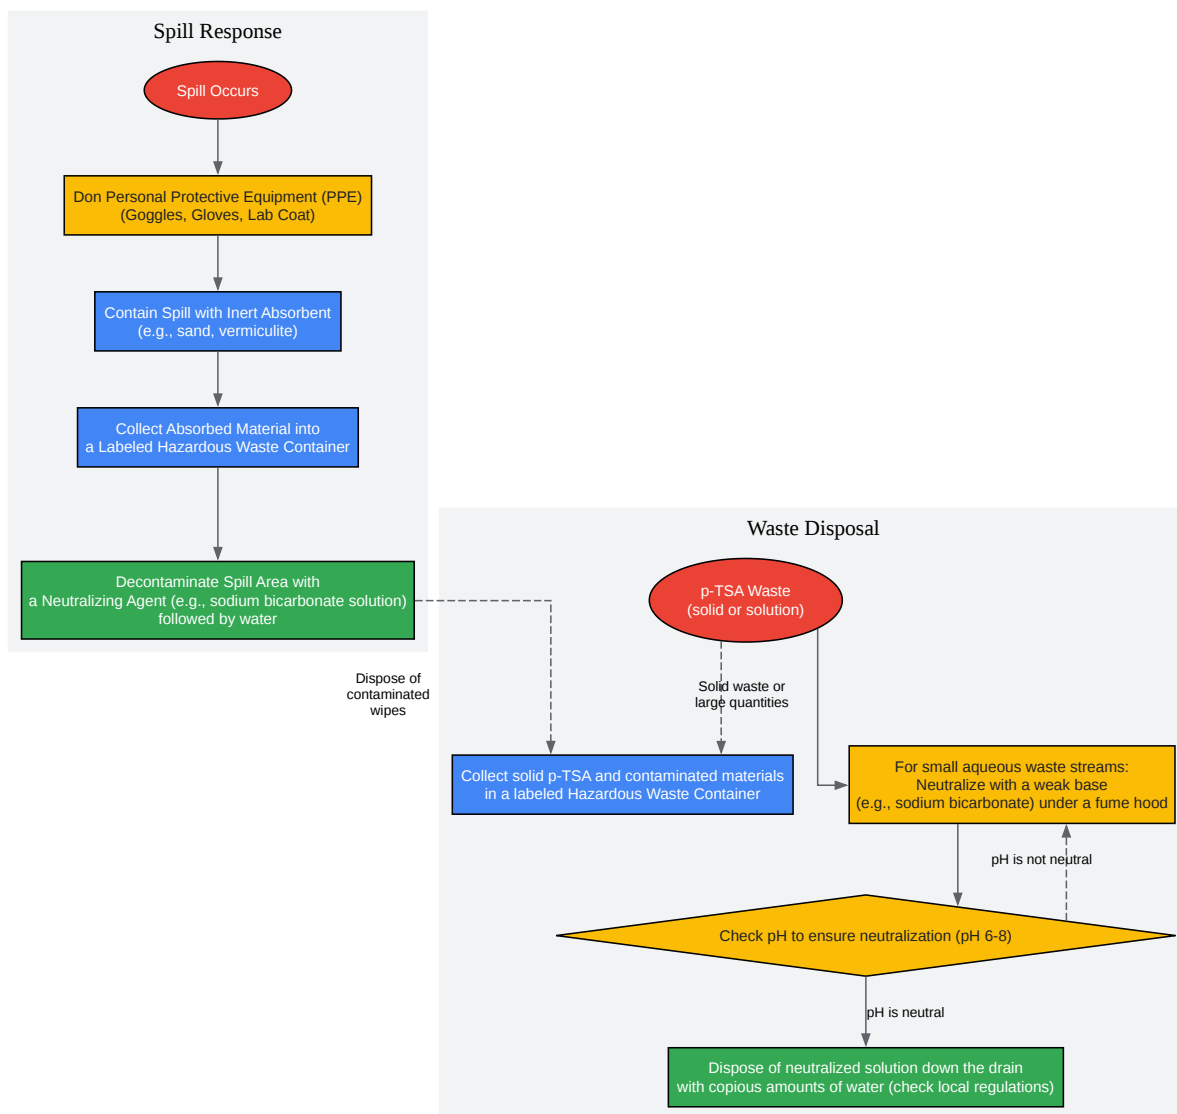 Spill Response
Spill Occurs
Don Personal Protective Equipment (PPE)
(Goggles, Gloves, Lab Coat)
Contain Spill with Inert Absorbent
(e.g., sand, vermiculite)
Collect Absorbed Material into
a Labeled Hazardous Waste Container
Decontaminate Spill Area with
a Neutralizing Agent (e.g., sodium bicarbonate solution)
followed by water
Dispose of
contaminated
wipes
Waste Disposal
p-TSA Waste
(solid or solution)
Solid waste or
large quantities
Collect solid p-TSA and contaminated materials
in a labeled Hazardous Waste Container
For small aqueous waste streams:
Neutralize with a weak base
(e.g., sodium bicarbonate) under a fume hood
pH is not neutral
Check pH to ensure neutralization (pH 6-8)
pH is neutral
Dispose of neutralized solution down the drain
with copious amounts of water (check local regulations)